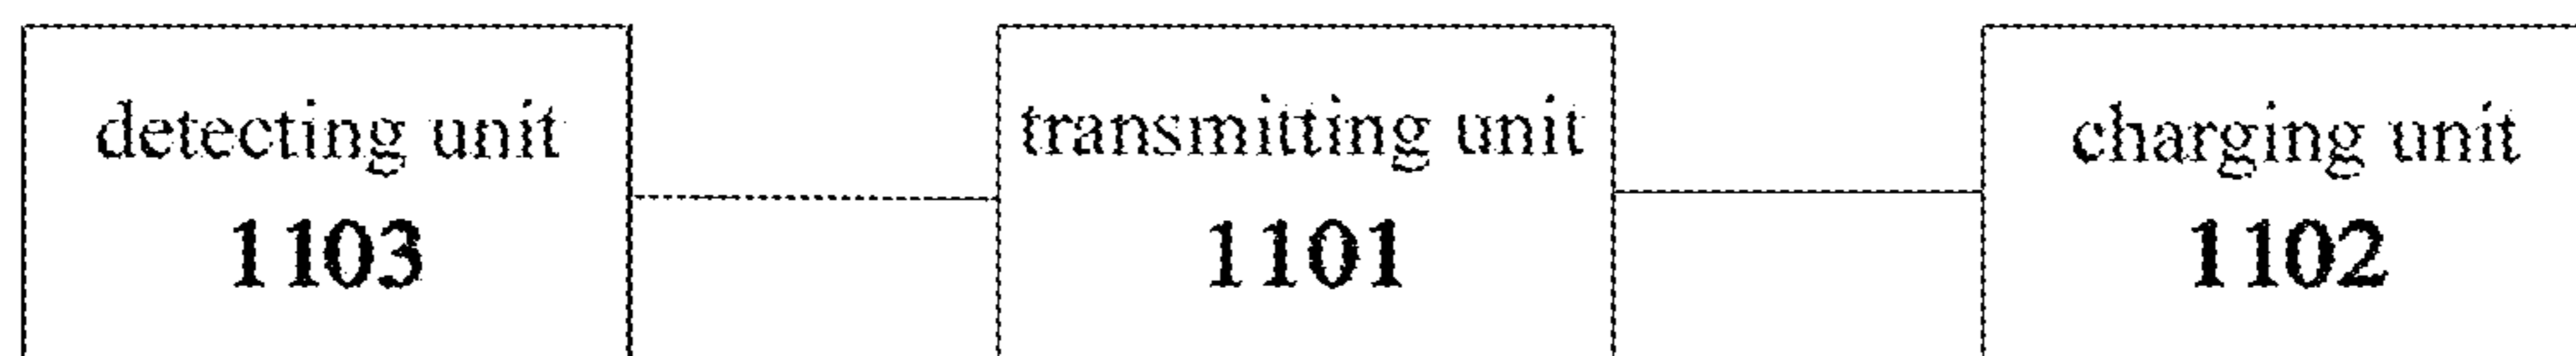 detecting unit
1103
transmitting unit
1101
charging unit
1102